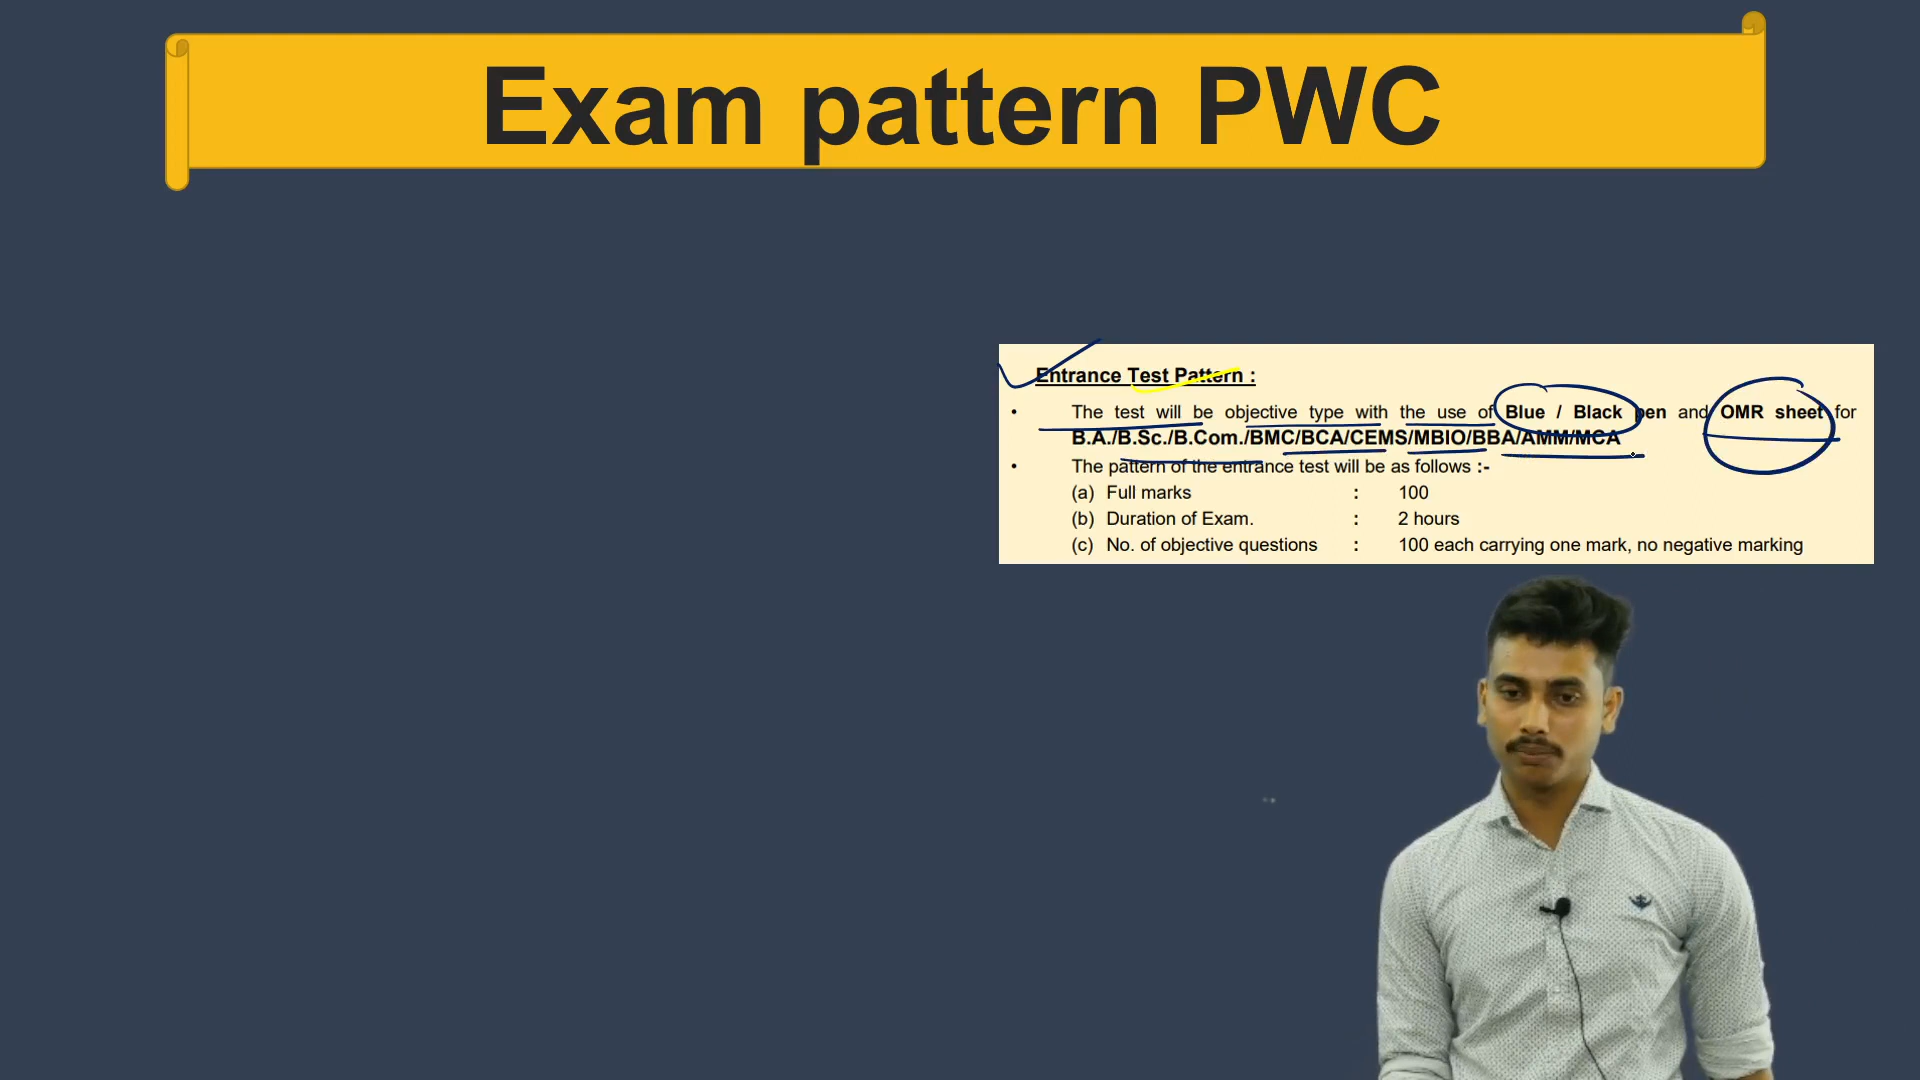 Exam pattern PWC
Entrance Test Pattern :
• The test will be objective type with the use of Blue / Black pen and OMR sheet for
B.A./B.Sc./B.Com./BMC/BCA/CEMS/MBIO/BBA/AMM/MCA
• The pattern of the entrance test will be as follows :-
(a) Full marks : 100
(b) Duration of Exam. : 2 hours
(c) No. of objective questions : 100 each carrying one mark, no negative marking